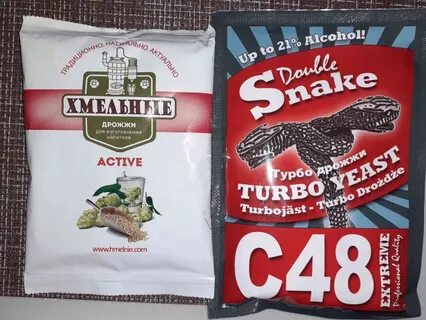 ТРАДИЦИОННО. НАТУРАЛЬНО. АКТУАЛЬНО
ХМЕЛЬНЫЕ
ДРОЖЖИ
ДЛЯ ИЗГОТОВЛЕНИЯ
НАПИТКОВ
ACTIVE
www.hmelnie.com
Up to 21% Alcohol!
Double
Snake
Турбо дрожжи
TURBO YEAST
Turbojäst - Turbo Drożdże
C48
EXTREME
Professional Quality